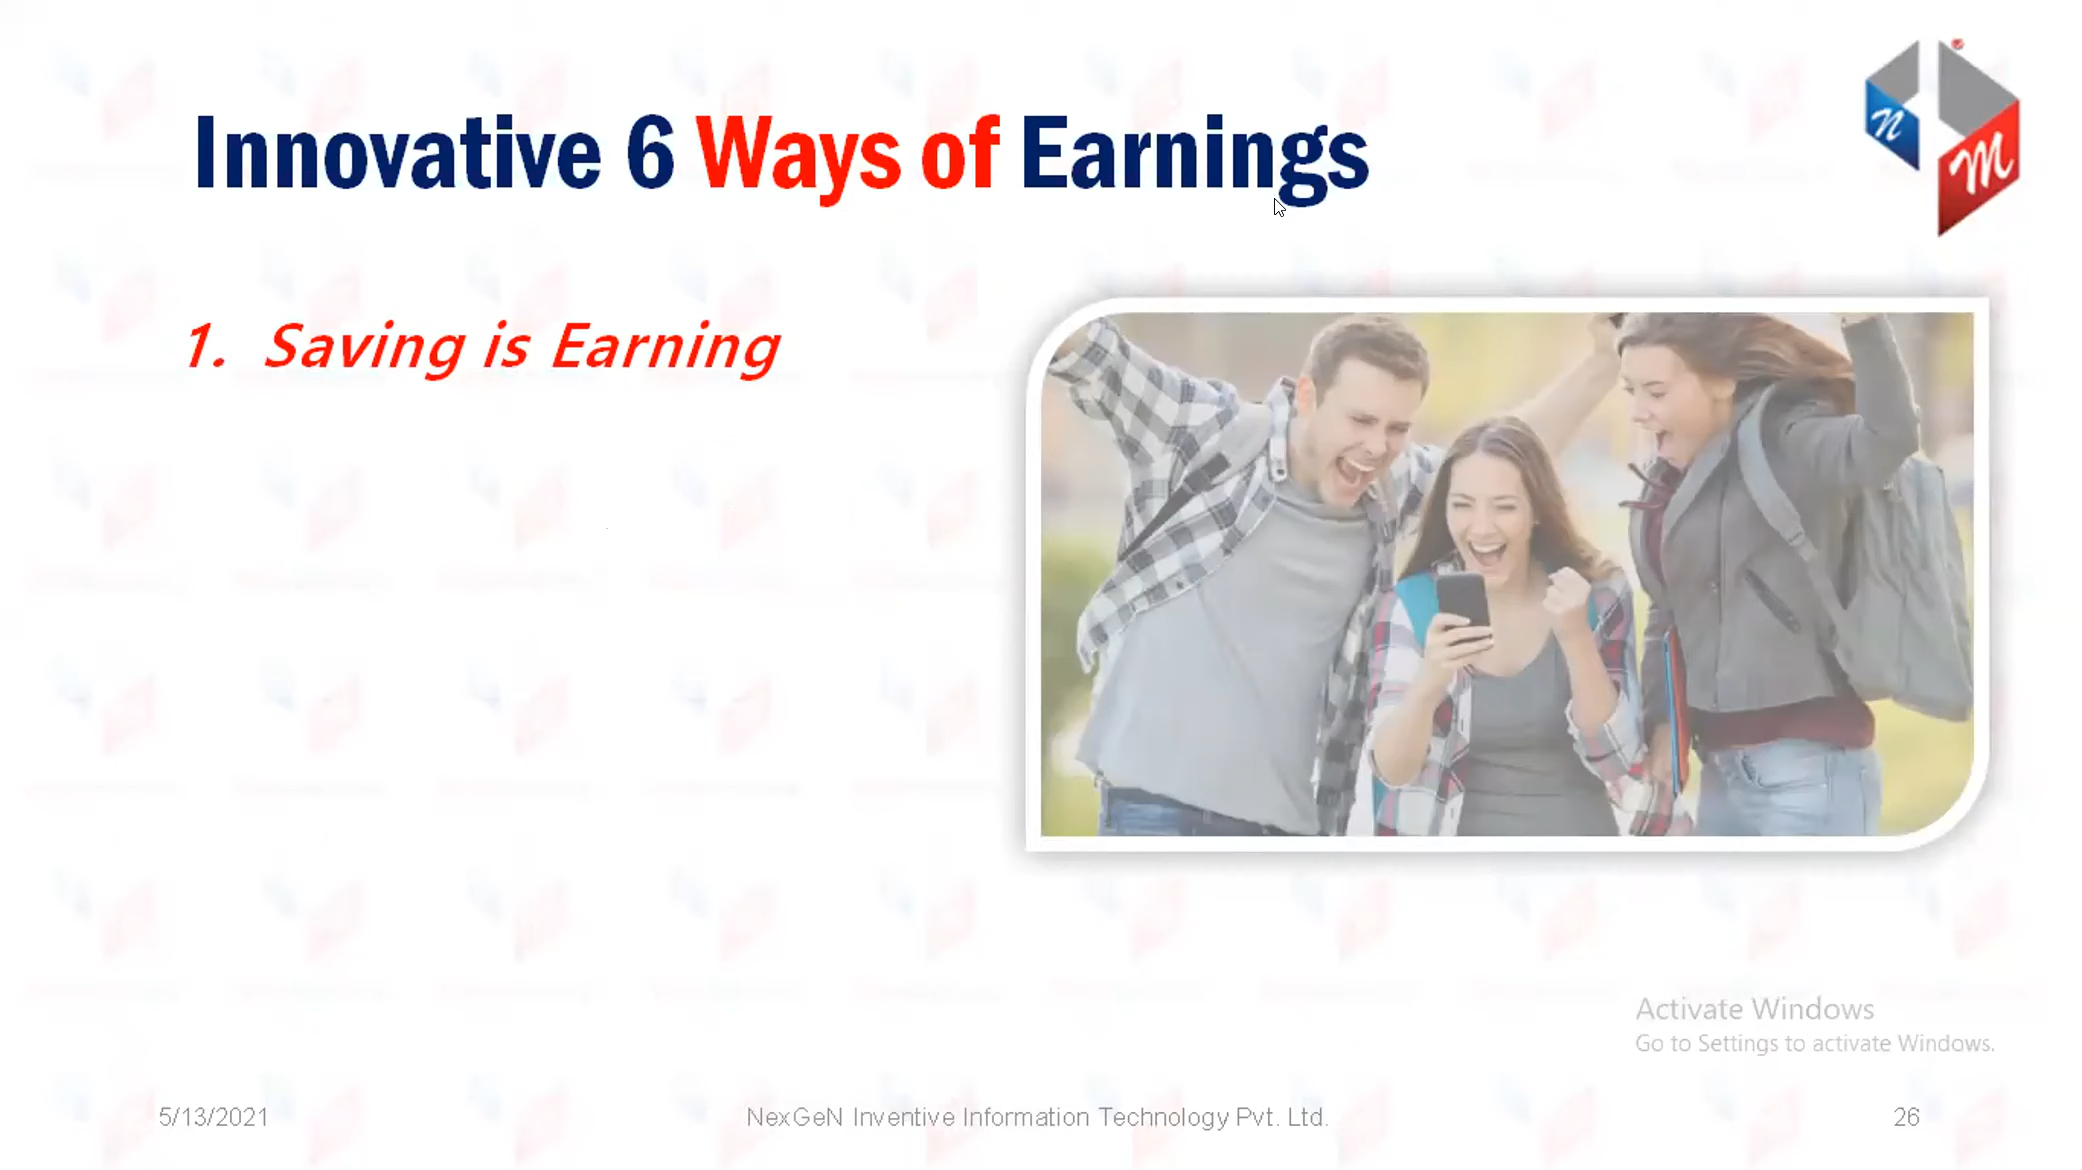 Innovative 6 Ways of Earnings
n
M
1. Saving is Earning
Activate Windows
Go to Settings to activate Windows.
5/13/2021
NexGeN Inventive Information Technology Pvt. Ltd.
26